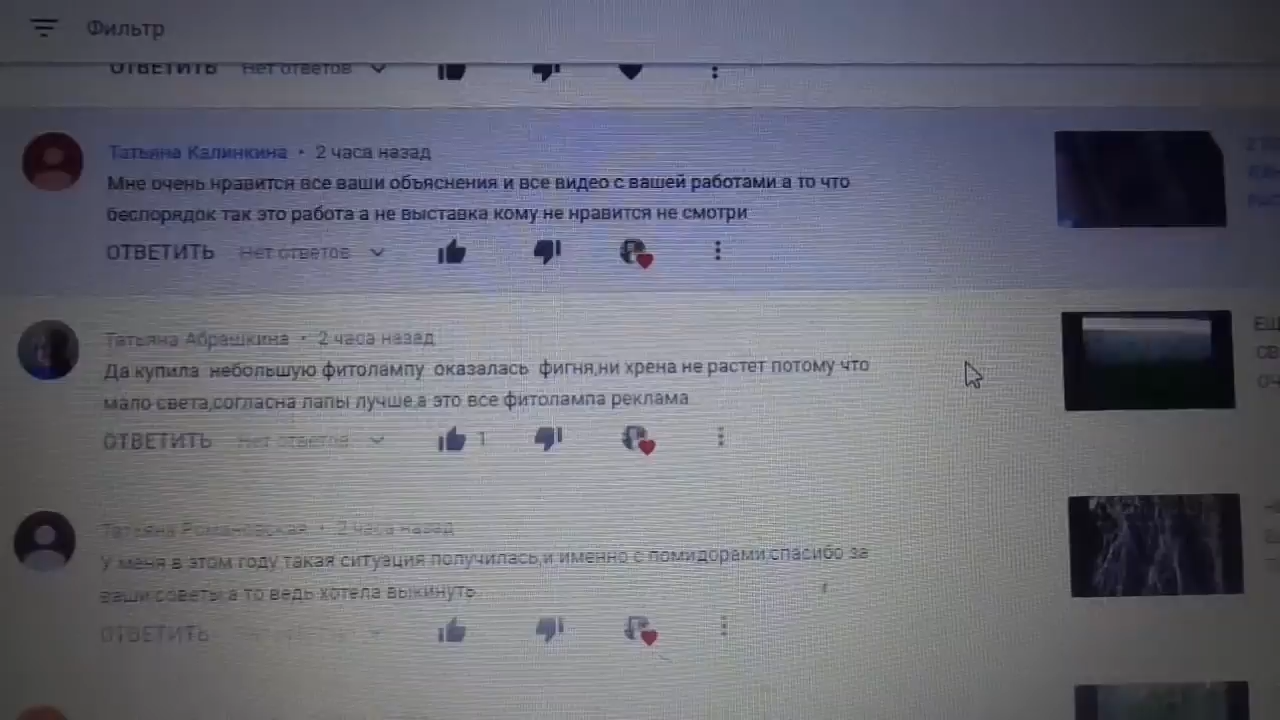 Фильтр
ОТВЕТИТЬ Нет ответов
Татьяна Калинкина • 2 часа назад
Мне очень нравится все ваши объяснения и все видео с вашей работами а то что
беспорядок так это работа а не выставка кому не нравится не смотри
ОТВЕТИТЬ Нет ответов
Татьяна Абрашкина • 2 часа назад
Да купила небольшую фитолампу оказалась фигня,ни хрена не растет потому что
мало света,согласна лапы лучше,а это все фитолампа реклама
ОТВЕТИТЬ Нет ответов 1
Татьяна Романовская • 2 часа назад
У меня в этом году такая ситуация получилась,и именно с помидорами,спасибо за
ваши советы а то ведь хотела выкинуть
ОТВЕТИТЬ